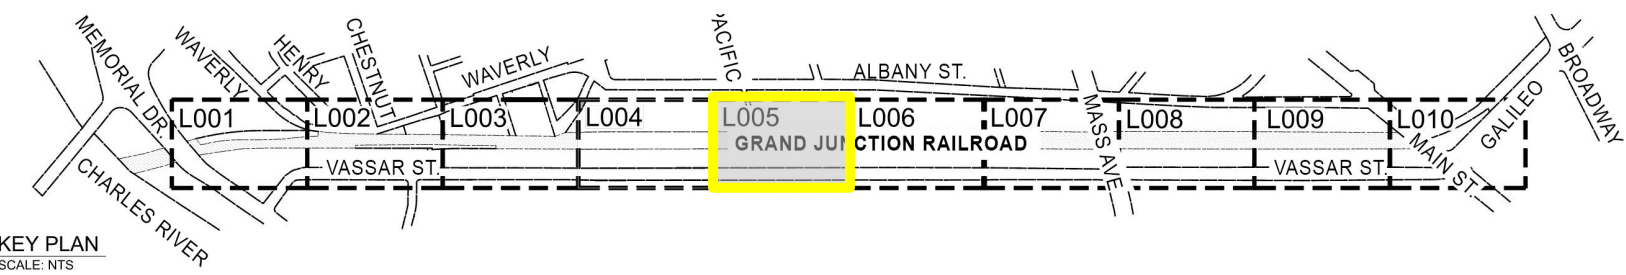 MEMORIAL DR.
WAVERLY
HENRY
CHESTNUT
WAVERLY
PACIFIC
ALBANY ST.
MASS AVE
GALILEO
BROADWAY
L001
L002
L003
L004
L005
L006
L007
L008
L009
L010
GRAND JUNCTION RAILROAD
MAIN ST.
VASSAR ST.
VASSAR ST.
CHARLES RIVER
KEY PLAN
SCALE: NTS